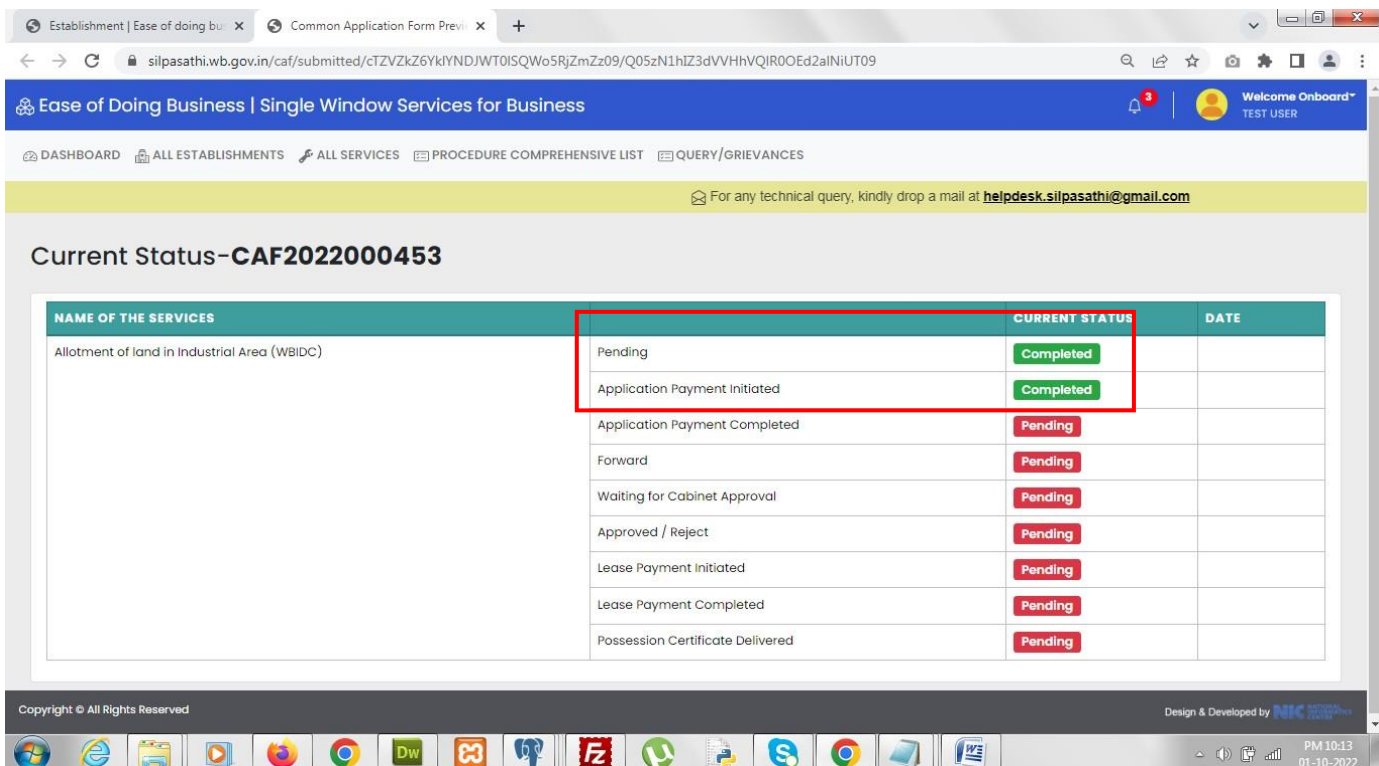 Establishment | Ease of doing bus
Common Application Form Previ
silpasathi.wb.gov.in/caf/submitted/
Ease of Doing Business | Single Window Services for Business
3
Welcome Onboard
TEST USER
DASHBOARD ALL ESTABLISHMENTS ALL SERVICES PROCEDURE COMPREHENSIVE LIST QUERY/GRIEVANCES
For any technical query, kindly drop a mail at helpdesk.silpasathi@gmail.com
Current Status-CAF2022000453
NAME OF THE SERVICES CURRENT STATUS DATE
Allotment of land in Industrial Area (WBIDC) Pending Completed
Application Payment Initiated Completed
Application Payment Completed Pending
Forward Pending
Waiting for Cabinet Approval Pending
Approved / Reject Pending
Lease Payment Initiated Pending
Lease Payment Completed Pending
Possession Certificate Delivered Pending
Copyright © All Rights Reserved
Design & Developed by NIC NATIONAL INFORMATICS CENTRE
Dw
PM 10:13
01-10-2022